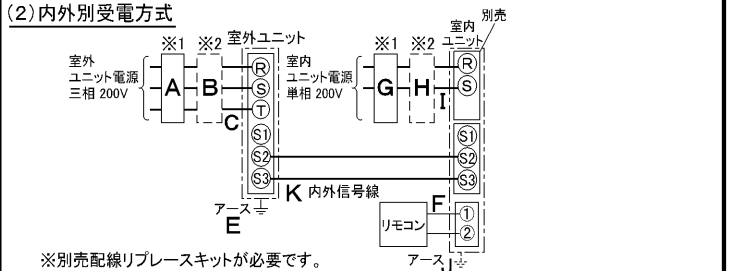 (2)内外別受電方式
※1 ※2 室外ユニット
室外
ユニット電源
三相 200V
A B C
R
S
T
S1
S2
S3
アース
E
K 内外信号線
※1 ※2
室内
ユニット電源
単相 200V
G H I
室内
ユニット
別売
R
S
S1
S2
S3
F
リモコン
①
②
アース
J
※別売配線リプレースキットが必要です。